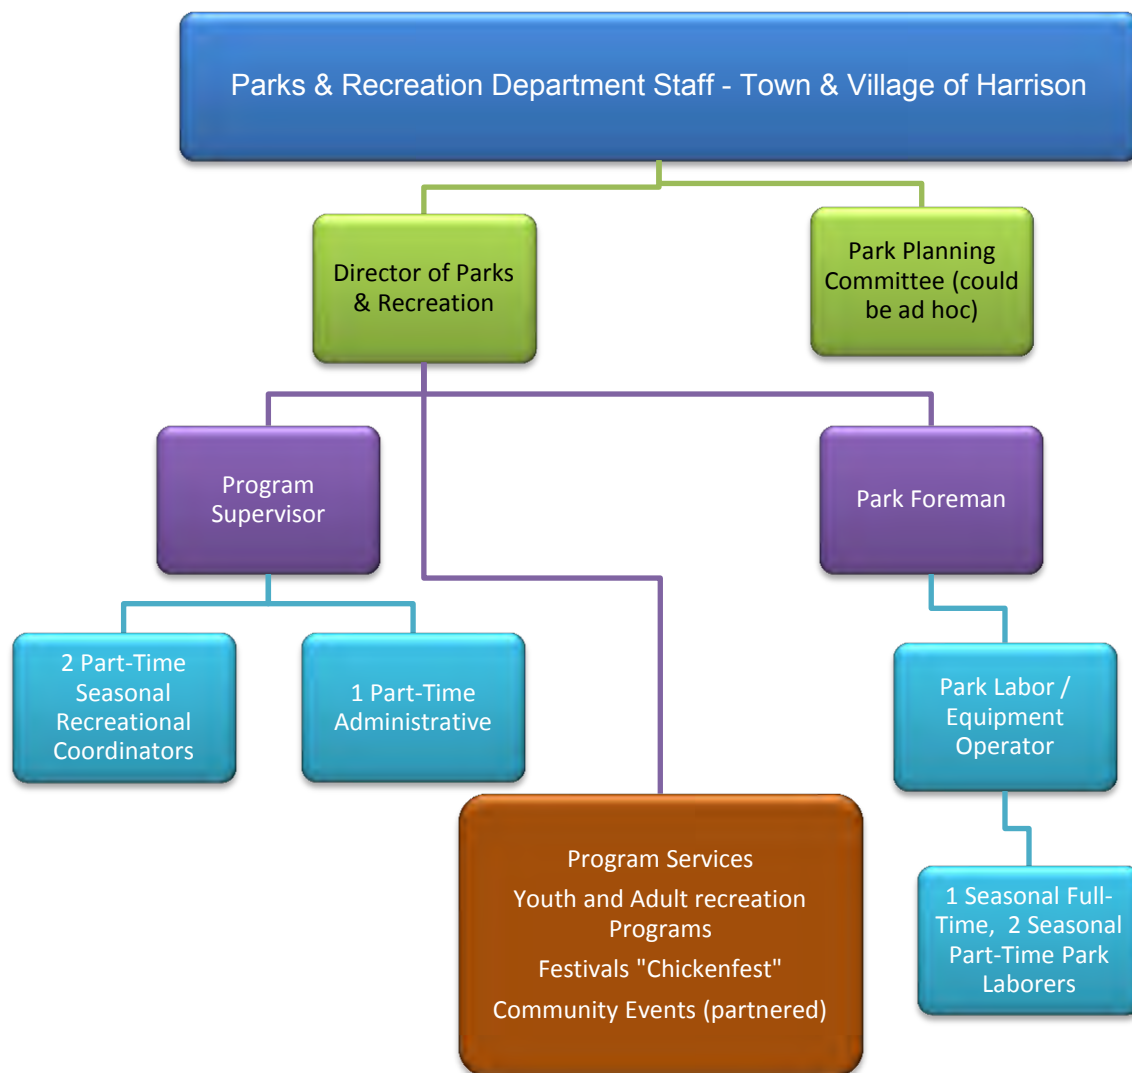 Parks & Recreation Department Staff - Town & Village of Harrison
Director of Parks
& Recreation
Park Planning
Committee (could
be ad hoc)
Program
Supervisor
Park Foreman
2 Part-Time
Seasonal
Recreational
Coordinators
1 Part-Time
Administrative
Park Labor /
Equipment
Operator
Program Services
Youth and Adult recreation
Programs
Festivals "Chickenfest"
Community Events (partnered)
1 Seasonal Full-
Time,  2 Seasonal
Part-Time Park
Laborers